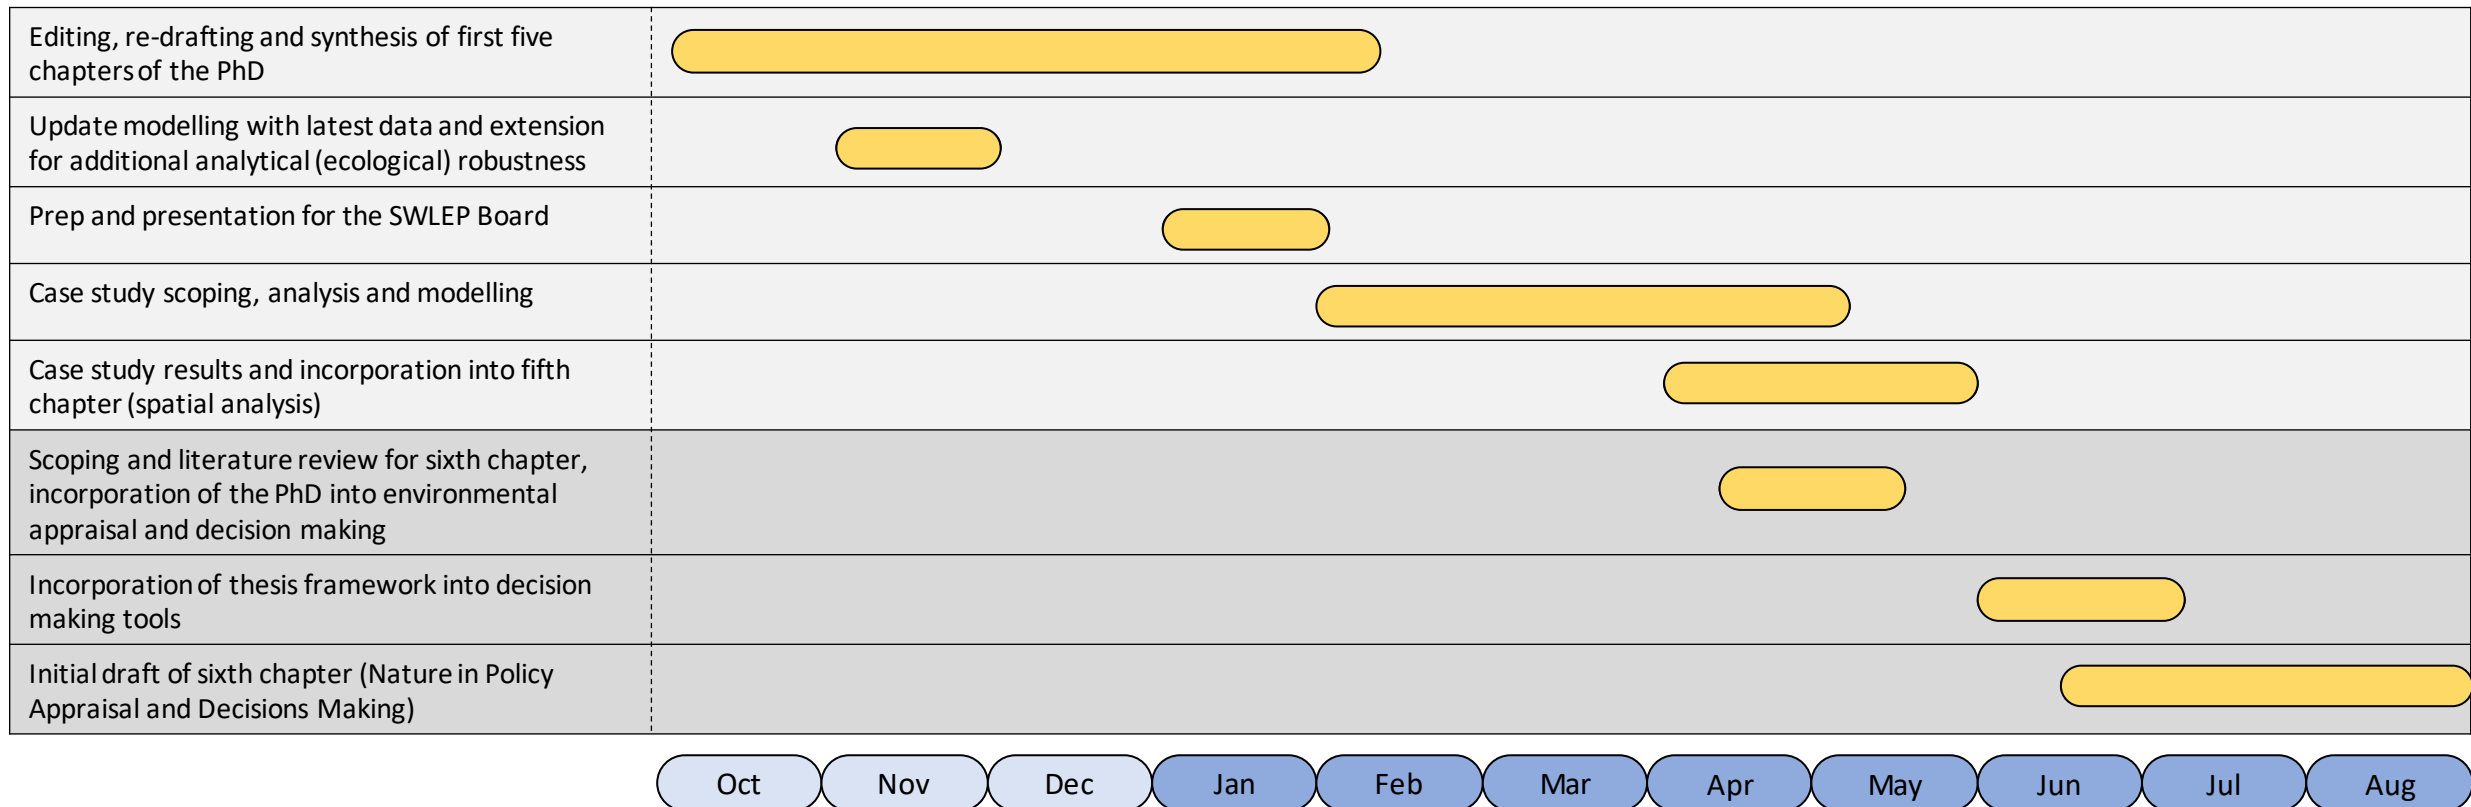 Editing, re-drafting and synthesis of first five
chapters of the PhD
Update modelling with latest data and extension
for additional analytical (ecological) robustness
Prep and presentation for the SWLEP Board
Case study scoping, analysis and modelling
Case study results and incorporation into fifth
chapter (spatial analysis)
Scoping and literature review for sixth chapter,
incorporation of the PhD into environmental
appraisal and decision making
Incorporation of thesis framework into decision
making tools
Initial draft of sixth chapter (Nature in Policy
Appraisal and Decisions Making)
Oct Nov Dec Jan Feb Mar Apr May Jun Jul Aug